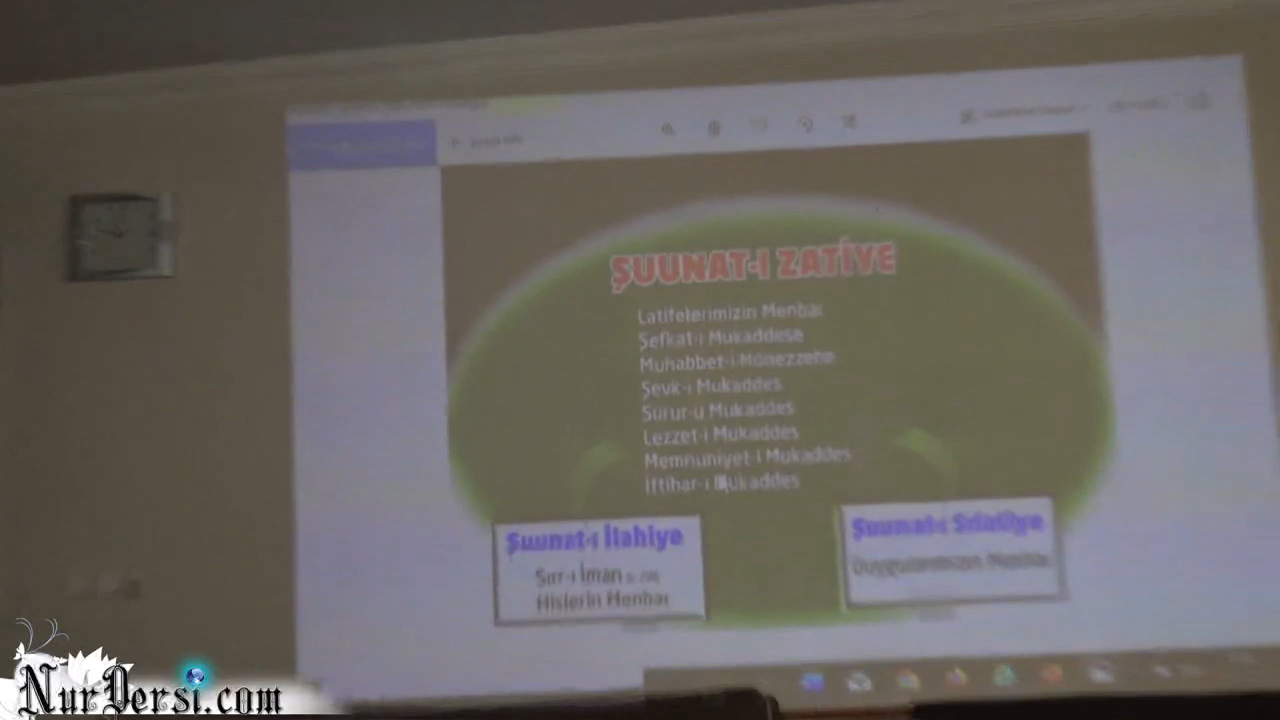 ŞUUNAT-I ZATİYE
Latifelerimizin Menbaı
Şefkat-i Mukaddese
Muhabbet-i Münezzehe
Şevk-ı Mukaddes
Sürur-u Mukaddes
Lezzet-i Mukaddes
Memnuniyet-i Mukaddes
İftihar-ı Mukaddes
Şuunat-ı İlahiye
Sırr-ı İman
Hislerin Menbaı
Şuunat-ı Sıfatiye
Duygularımızın Menbaı
NurDersi.com